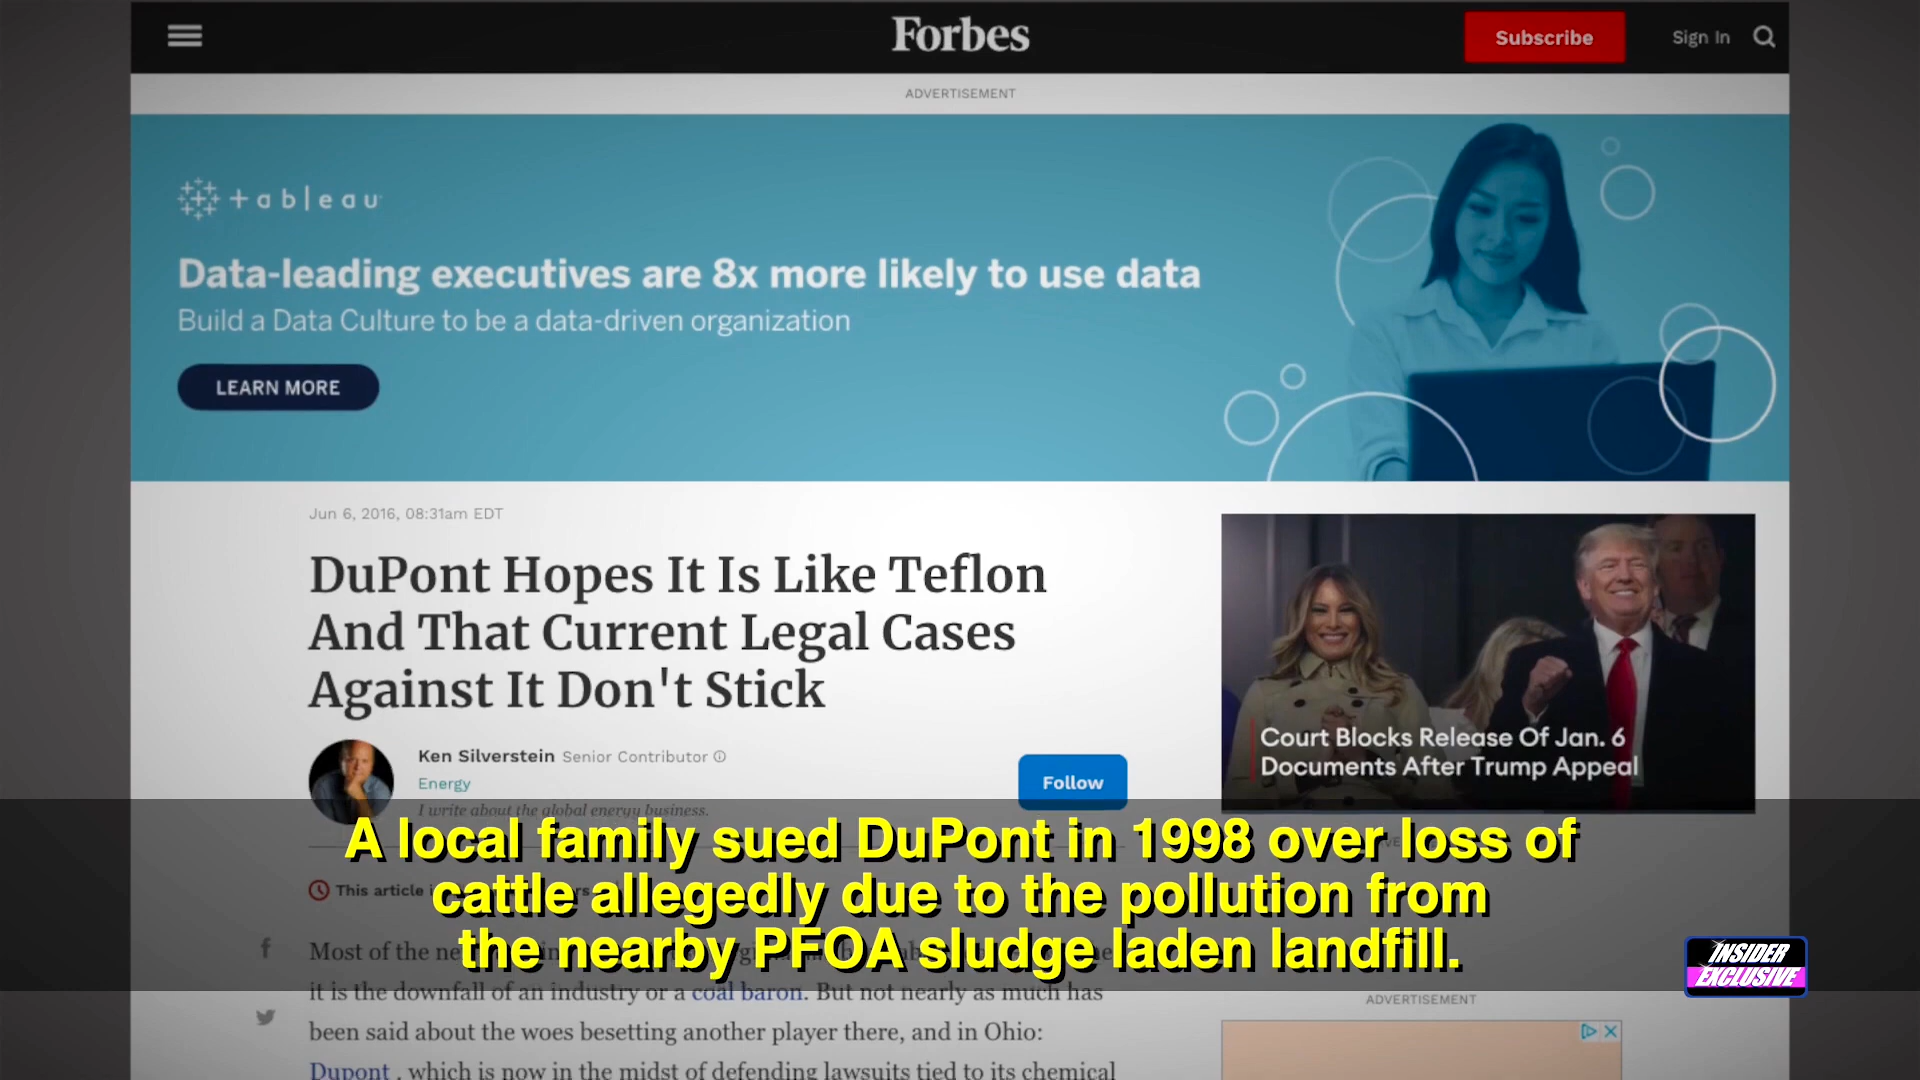 Forbes
Subscribe
Sign In
ADVERTISEMENT
+ableau
Data-leading executives are 8x more likely to use data
Build a Data Culture to be a data-driven organization
LEARN MORE
Jun 6, 2016, 08:31am EDT
DuPont Hopes It Is Like Teflon
And That Current Legal Cases
Against It Don't Stick
Ken Silverstein Senior Contributor
Energy
I write about the global energy business.
Follow
Court Blocks Release Of Jan. 6
Documents After Trump Appeal
A local family sued DuPont in 1998 over loss of
cattle allegedly due to the pollution from
the nearby PFOA sludge laden landfill.
This article
Most of the
it is the downfall of an industry or a coal baron. But not nearly as much has
been said about the woes besetting another player there, and in Ohio:
Dupont , which is now in the midst of defending lawsuits tied to its chemical
INSIDER
EXCLUSIVE
ADVERTISEMENT